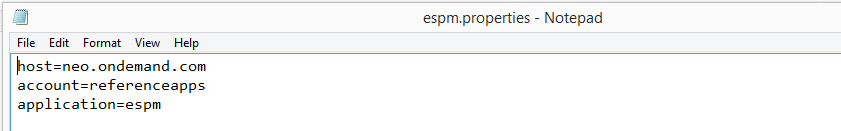 espm.properties - Notepad
File Edit Format View Help
host=neo.ondemand.com
account=referenceapps
application=espm